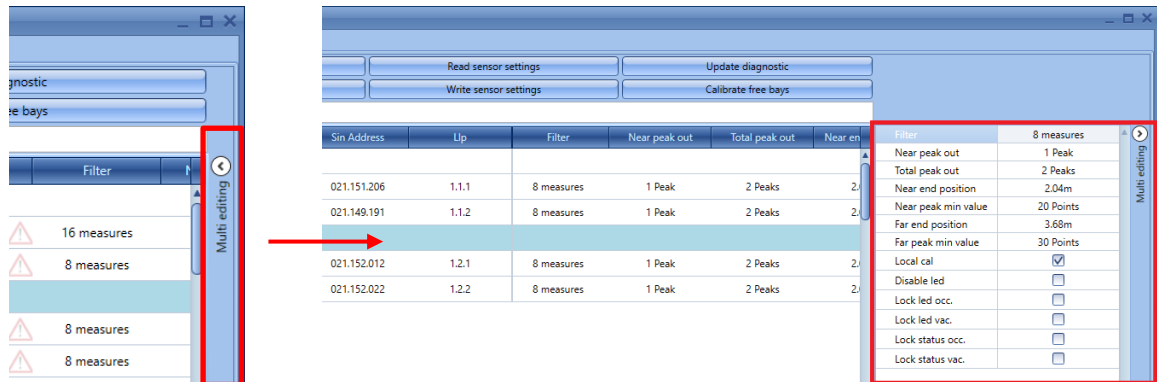 gnostic
ee bays
Filter N
16 measures
8 measures
8 measures
8 measures
Multi editing
Read sensor settings Update diagnostic
Write sensor settings Calibrate free bays
Sin Address Llp Filter Near peak out Total peak out Near en
021.151.206 1.1.1 8 measures 1 Peak 2 Peaks 2.
021.149.191 1.1.2 8 measures 1 Peak 2 Peaks 2.
021.152.012 1.2.1 8 measures 1 Peak 2 Peaks 2.
021.152.022 1.2.2 8 measures 1 Peak 2 Peaks 2.
Filter 8 measures
Near peak out 1 Peak
Total peak out 2 Peaks
Near end position 2.04m
Near peak min value 20 Points
Far end position 3.68m
Far peak min value 30 Points
Local cal
Disable led
Lock led occ.
Lock led vac.
Lock status occ.
Lock status vac.
Multi editing